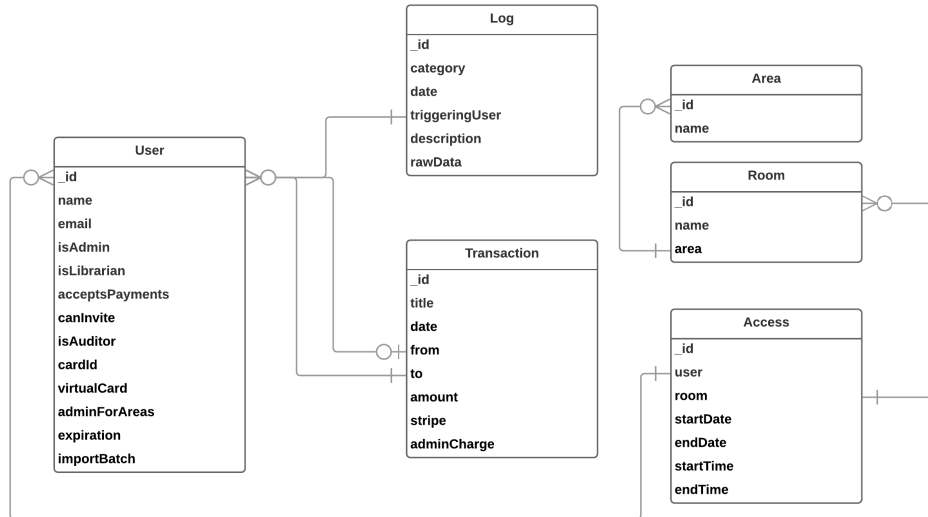 Log
_id
category
date
triggeringUser
description
rawData
Area
_id
name
User
_id
name
email
isAdmin
isLibrarian
acceptsPayments
canInvite
isAuditor
cardId
virtualCard
adminForAreas
expiration
importBatch
Room
_id
name
area
Transaction
_id
title
date
from
to
amount
stripe
adminCharge
Access
_id
user
room
startDate
endDate
startTime
endTime